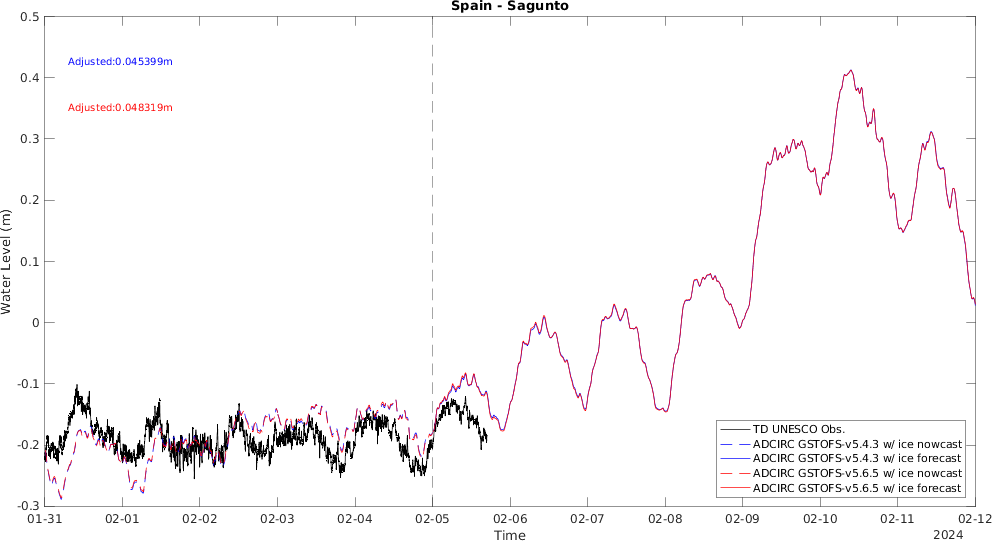 Spain - Sagunto
0.5
0.4
0.3
0.2
0.1
0
-0.1
-0.2
-0.3
Water Level (m)
Adjusted:0.045399m
Adjusted:0.048319m
TD UNESCO Obs.
ADCIRC GSTOFS-v5.4.3 w/ ice nowcast
ADCIRC GSTOFS-v5.4.3 w/ ice forecast
ADCIRC GSTOFS-v5.6.5 w/ ice nowcast
ADCIRC GSTOFS-v5.6.5 w/ ice forecast
01-31 02-01 02-02 02-03 02-04 02-05 02-06 02-07 02-08 02-09 02-10 02-11 02-12
Time
2024